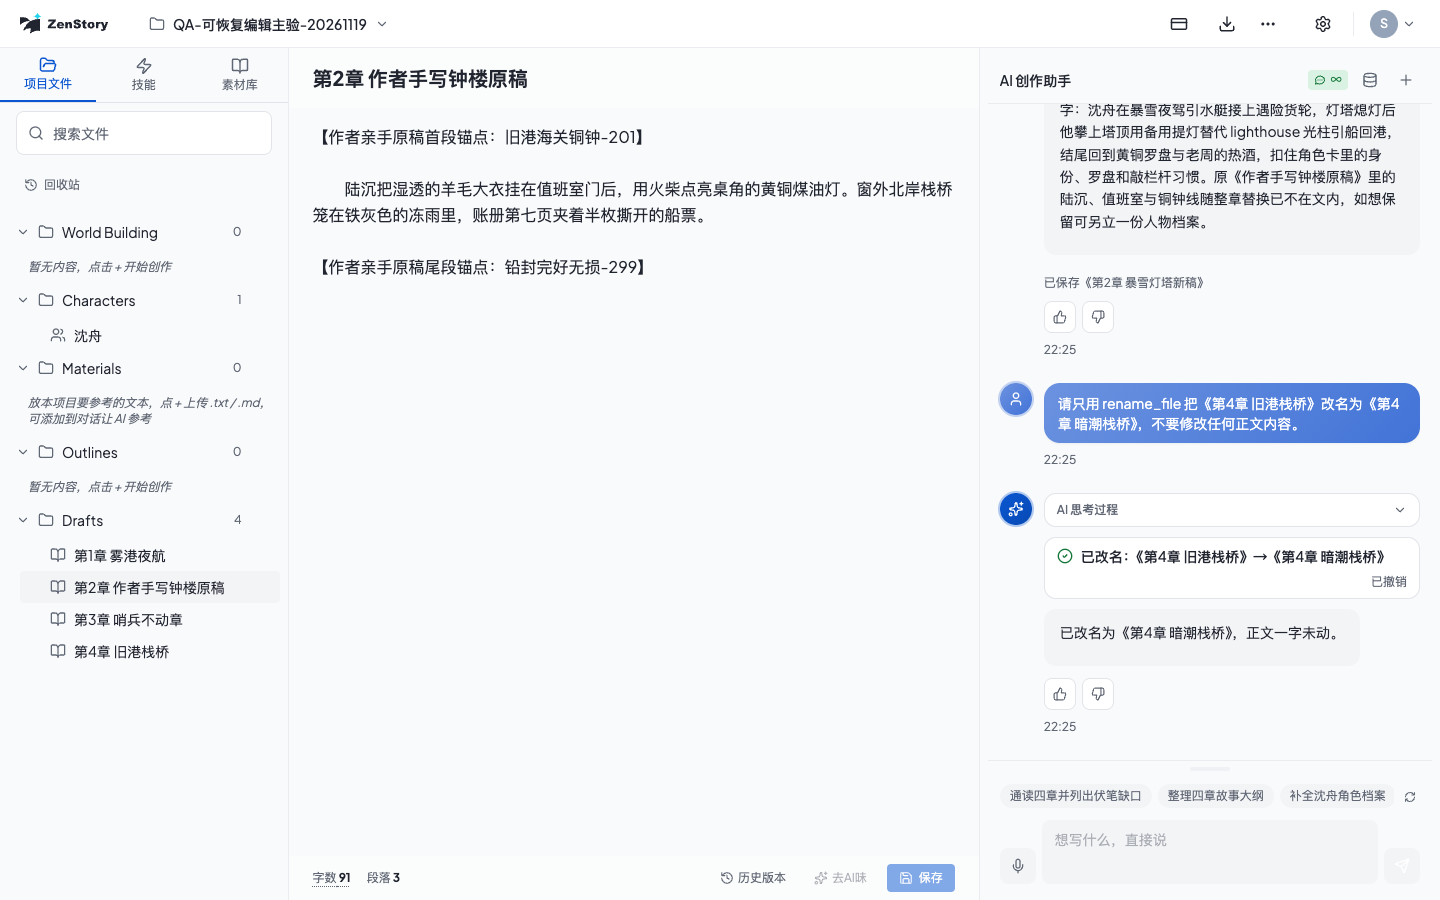 ZenStory
QA-可恢复编辑主验-20261119
S
项目文件
技能
素材库
搜索文件
回收站
World Building 0
暂无内容，点击 + 开始创作
Characters 1
沈舟
Materials 0
放本项目要参考的文本，点 + 上传 .txt / .md，
可添加到对话让 AI 参考
Outlines 0
暂无内容，点击 + 开始创作
Drafts 4
第1章 雾港夜航
第2章 作者手写钟楼原稿
第3章 哨兵不动章
第4章 旧港栈桥
第2章 作者手写钟楼原稿
【作者亲手原稿首段锚点：旧港海关铜钟-201】
陆沉把湿透的羊毛大衣挂在值班室门后，用火柴点亮桌角的黄铜煤油灯。窗外北岸栈桥
笼在铁灰色的冻雨里，账册第七页夹着半枚撕开的船票。
【作者亲手原稿尾段锚点：铅封完好无损-299】
字数 91 段落 3
历史版本
去AI味
保存
AI 创作助手
∞
字：沈舟在暴雪夜驾引水艇接上遇险货轮，灯塔熄灯后
他攀上塔顶用备用提灯替代 lighthouse 光柱引船回港，
结尾回到黄铜罗盘与老周的热酒，扣住角色卡里的身
份、罗盘和敲栏杆习惯。原《作者手写钟楼原稿》里的
陆沉、值班室与铜钟线随整章替换已不在文内，如想保
留可另立一份人物档案。
已保存《第2章 暴雪灯塔新稿》
22:25
请只用 rename_file 把《第4章 旧港栈桥》改名为《第4
章 暗潮栈桥》，不要修改任何正文内容。
22:25
AI 思考过程
已改名：《第4章 旧港栈桥》→《第4章 暗潮栈桥》
已撤销
已改名为《第4章 暗潮栈桥》，正文一字未动。
22:25
通读四章并列出伏笔缺口
整理四章故事大纲
补全沈舟角色档案
想写什么，直接说